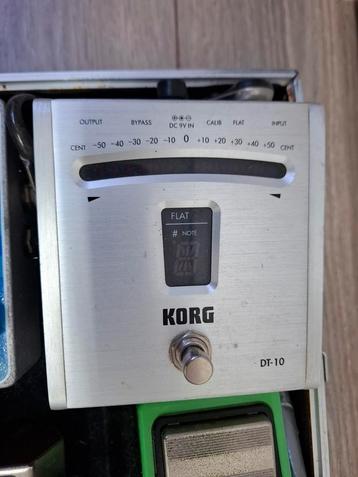 OUTPUT BYPASS DC 9V IN CALIB FLAT INPUT
CENT -50 -40 -30 -20 -10 0 +10 +20 +30 +40 +50 CENT
FLAT
# NOTE
KORG
DT-10